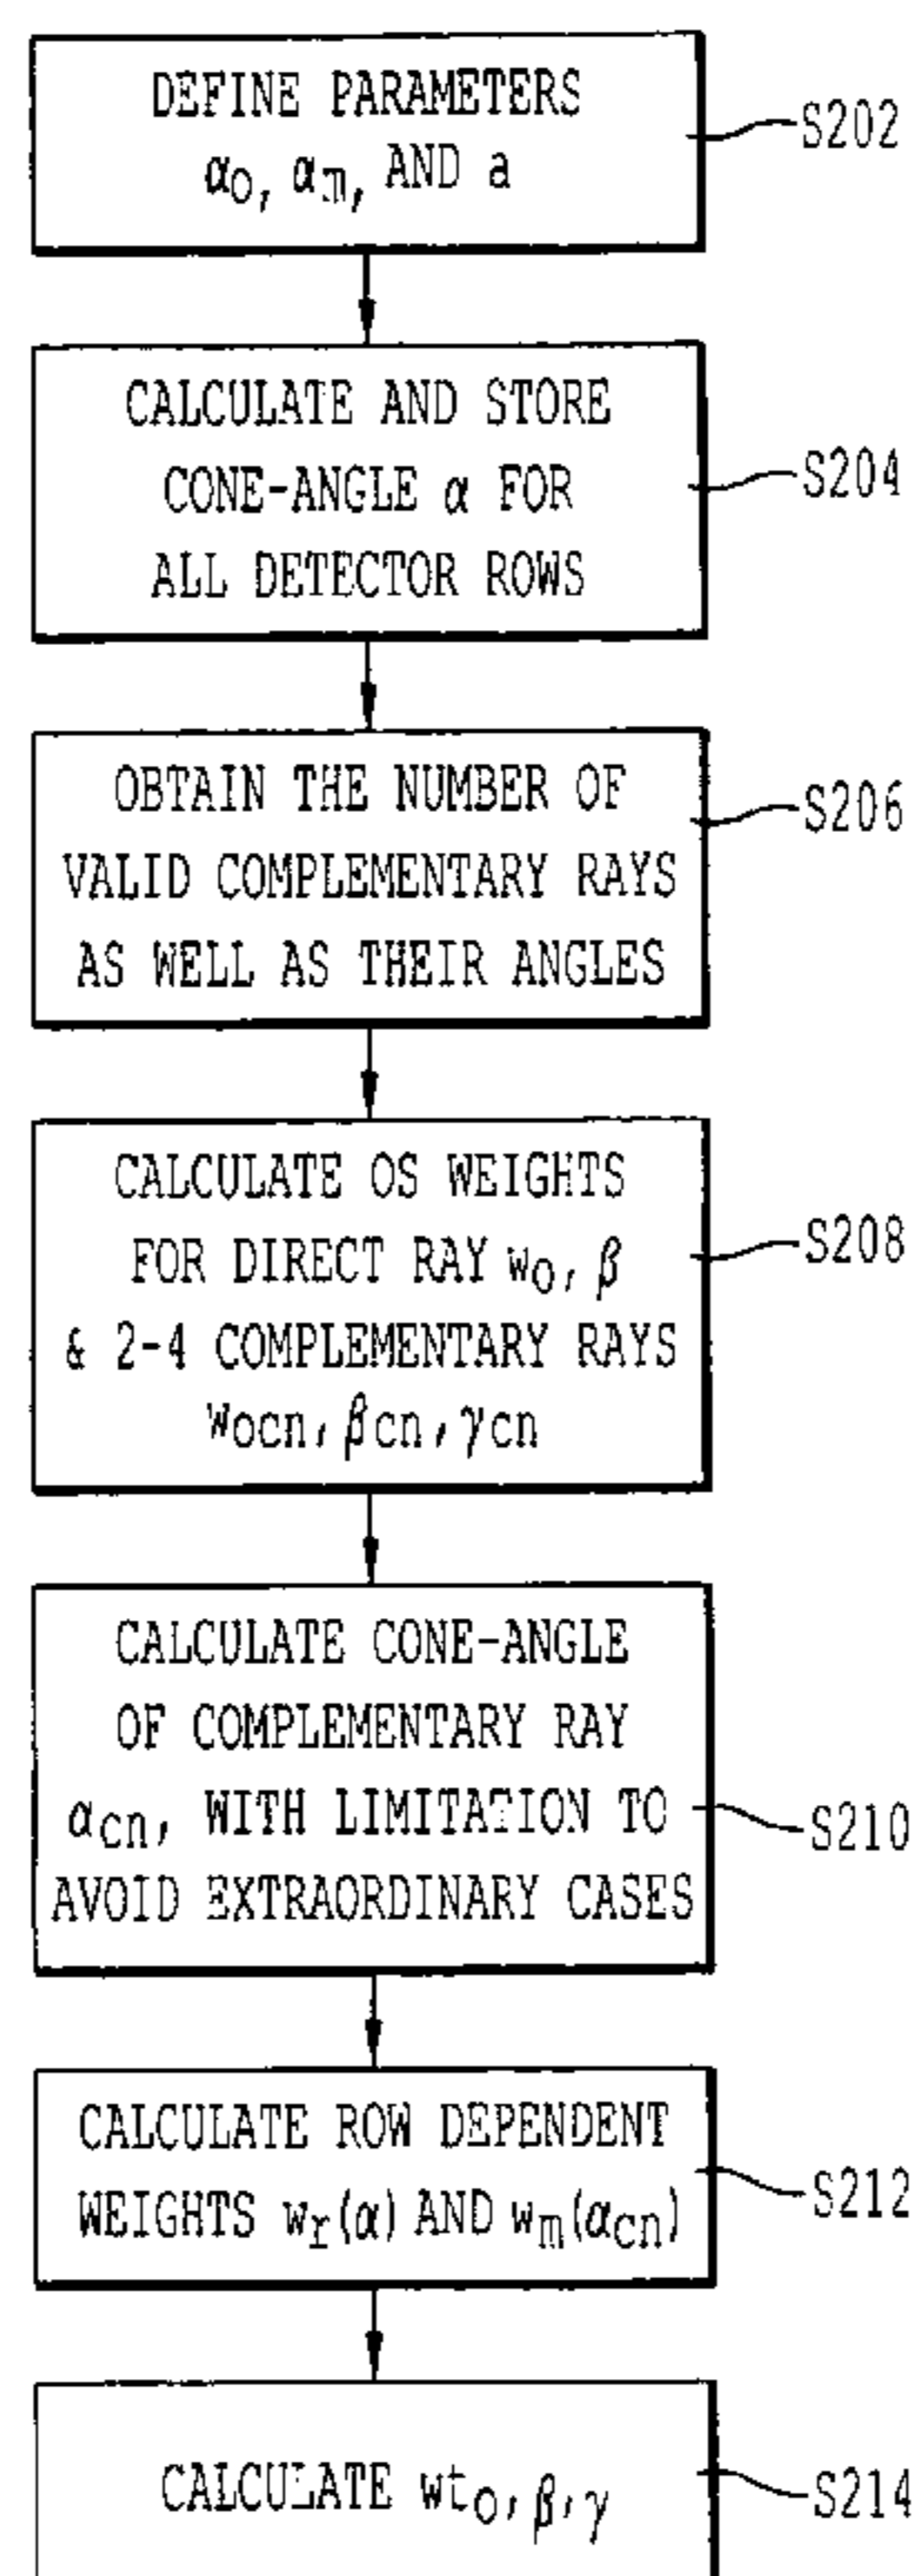 DEFINE PARAMETERS
α₀, αₘ, AND a
S202
CALCULATE AND STORE
CONE-ANGLE α FOR
ALL DETECTOR ROWS
S204
OBTAIN THE NUMBER OF
VALID COMPLEMENTARY RAYS
AS WELL AS THEIR ANGLES
S206
CALCULATE OS WEIGHTS
FOR DIRECT RAY wo, β
& 2-4 COMPLEMENTARY RAYS
wocn, βcn, γcn
S208
CALCULATE CONE-ANGLE
OF COMPLEMENTARY RAY
αcn, WITH LIMITATION TO
AVOID EXTRAORDINARY CASES
S210
CALCULATE ROW DEPENDENT
WEIGHTS wr(α) AND wm(αcn)
S212
CALCULATE wto, β, γ
S214